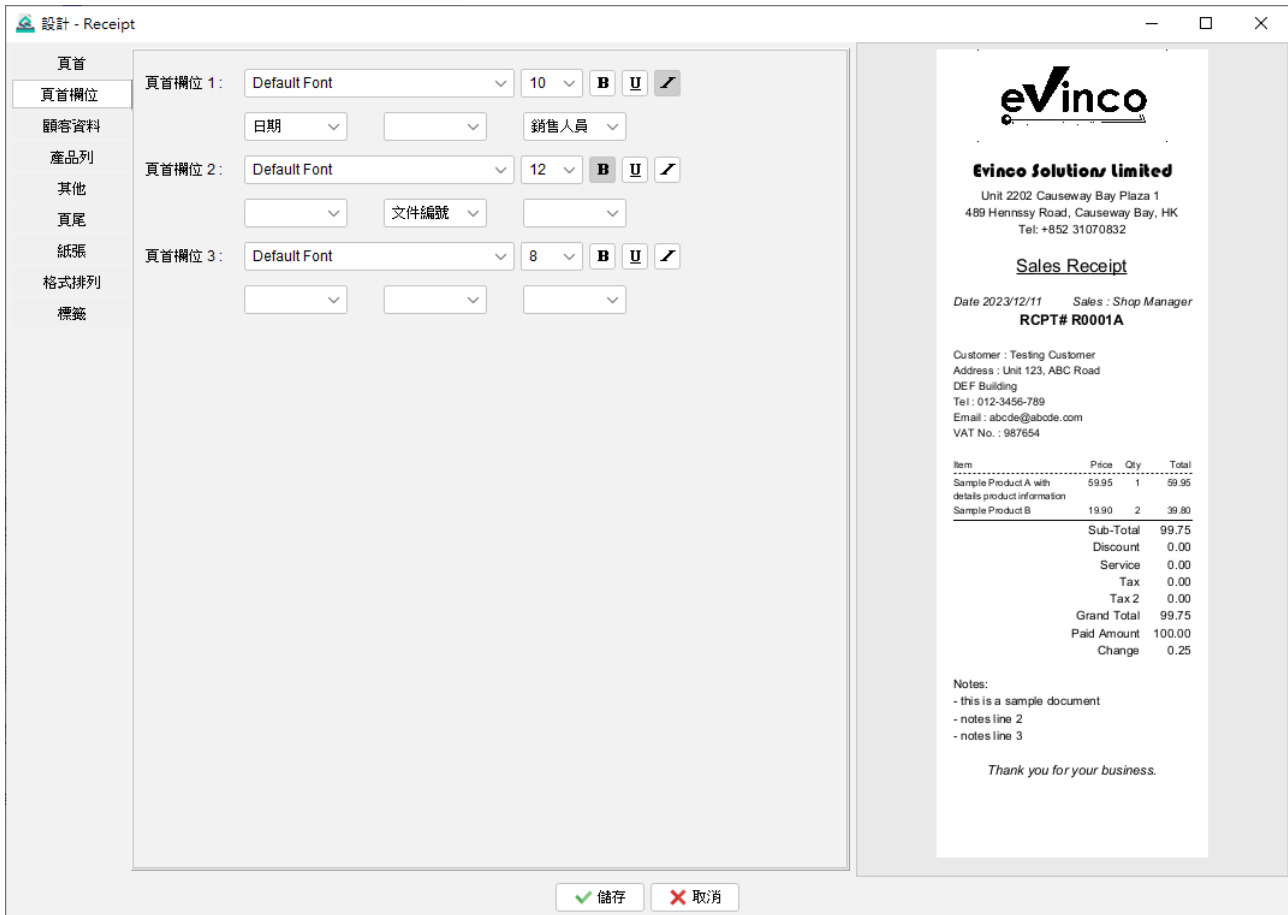 設計 - Receipt
頁首
頁首欄位
顧客資料
產品列
其他
頁尾
紙張
格式排列
標籤
頁首欄位 1 : Default Font 10 B U I
日期 銷售人員
頁首欄位 2 : Default Font 12 B U I
文件編號
頁首欄位 3 : Default Font 8 B U I
eVinco
Evinco Solutions Limited
Unit 2202 Causeway Bay Plaza 1
489 Hennssy Road, Causeway Bay, HK
Tel: +852 31070832
Sales Receipt
Date 2023/12/11 Sales : Shop Manager
RCPT# R0001A
Customer : Testing Customer
Address : Unit 123, ABC Road
DEF Building
Tel : 012-3456-789
Email : abcde@abcde.com
VAT No. : 987654
Item Price Qty Total
Sample Product A with 59.95 1 59.95
details product information
Sample Product B 19.90 2 39.80
Sub-Total 99.75
Discount 0.00
Service 0.00
Tax 0.00
Tax 2 0.00
Grand Total 99.75
Paid Amount 100.00
Change 0.25
Notes:
- this is a sample document
- notes line 2
- notes line 3
Thank you for your business.
儲存 取消